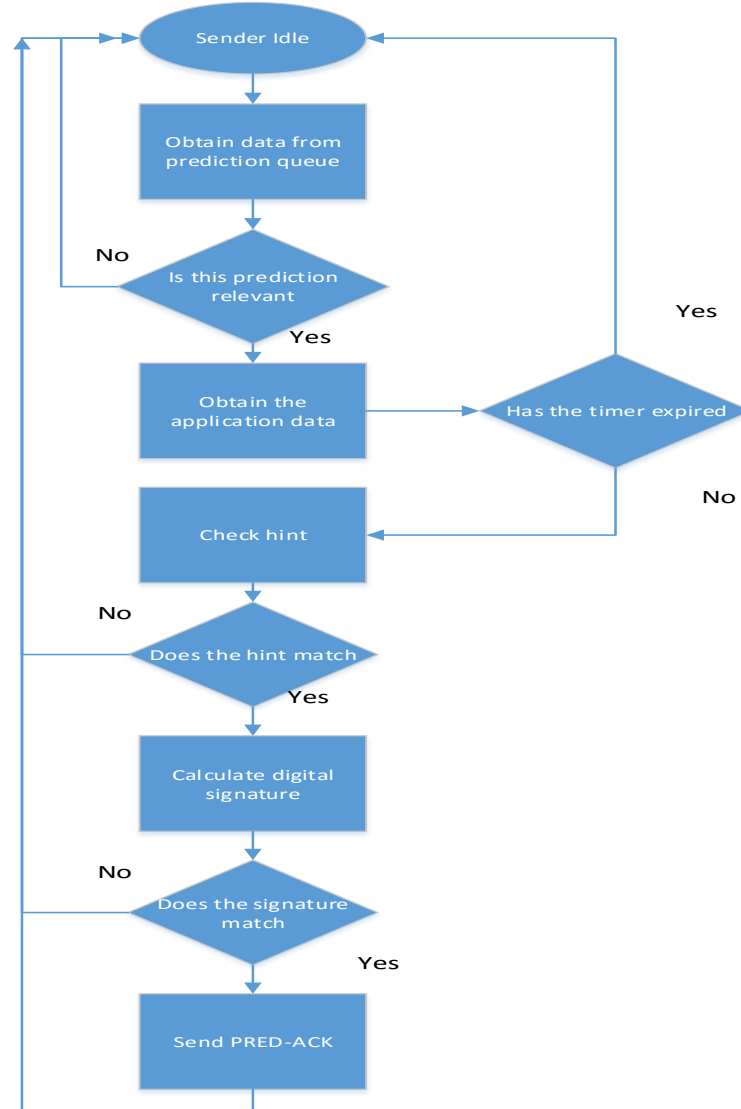 Sender Idle
Obtain data from
prediction queue
No
Is this prediction
relevant
Yes
Yes
Obtain the
application data
Has the timer expired
No
Check hint
No
Does the hint match
Yes
Calculate digital
signature
No
Does the signature
match
Yes
Send PRED-ACK